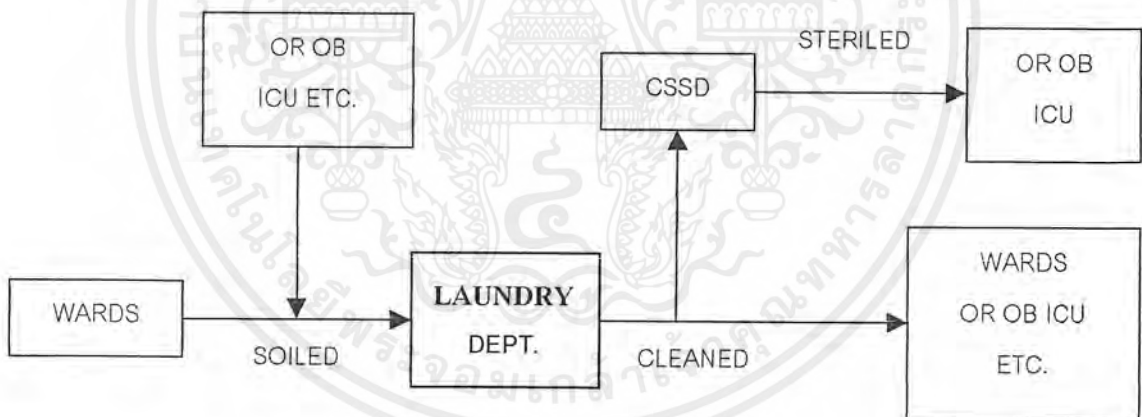 OR OB
ICU ETC.
STERILED
CSSD
OR OB
ICU
WARDS
SOILED
LAUNDRY
DEPT.
CLEANED
WARDS
OR OB ICU
ETC.